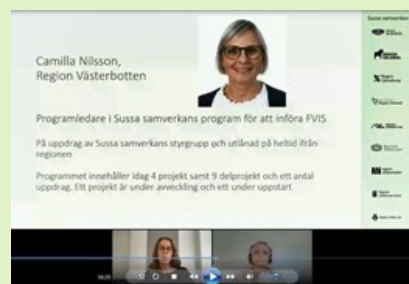 Sussa samverkan
Camilla Nilsson,
Region Västerbotten
Programledare i Sussa samverkans program för att införa FVIS
På uppdrag av Sussa samverkans styrgrupp och utlånad på heltid ifrån
regionen
Programmet innehåller idag 4 projekt samt 9 delprojekt och ett antal
uppdrag. Ett projekt är under avveckling och ett under uppstart